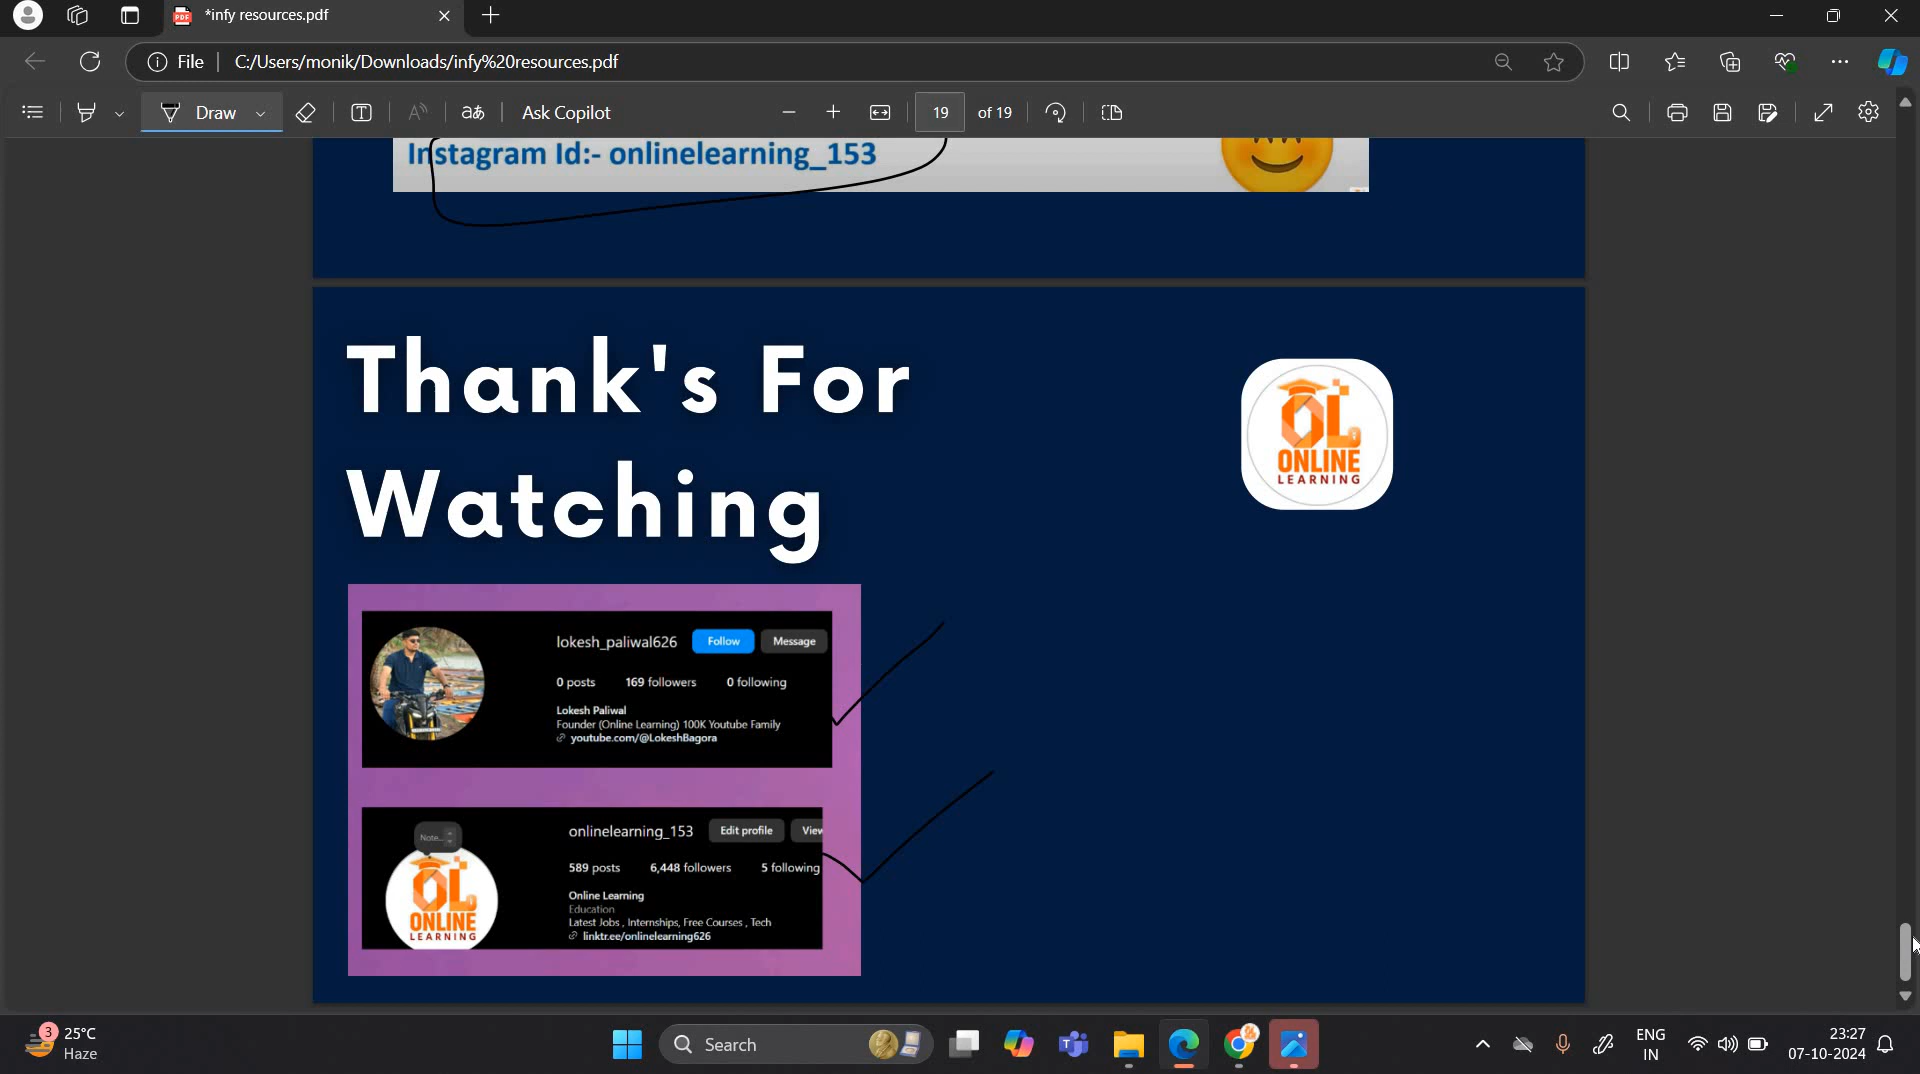 *infy resources.pdf
File
C:/Users/monik/Downloads/infy%20resources.pdf
Draw
Ask Copilot
19 of 19
Instagram Id:- onlinelearning_153
Thank's For
Watching
OL
ONLINE
LEARNING
lokesh_paliwal626 Follow Message
0 posts 169 followers 0 following
Lokesh Paliwal
Founder (Online Learning) 100K Youtube Family
youtube.com/@LokeshBagora
Note...
onlinelearning_153 Edit profile View
589 posts 6,448 followers 5 following
Online Learning
Education
Latest Jobs , Internships, Free Courses , Tech
linktr.ee/onlinelearning626
OL
ONLINE
LEARNING
3
25°C
Haze
Search
ENG
IN
23:27
07-10-2024